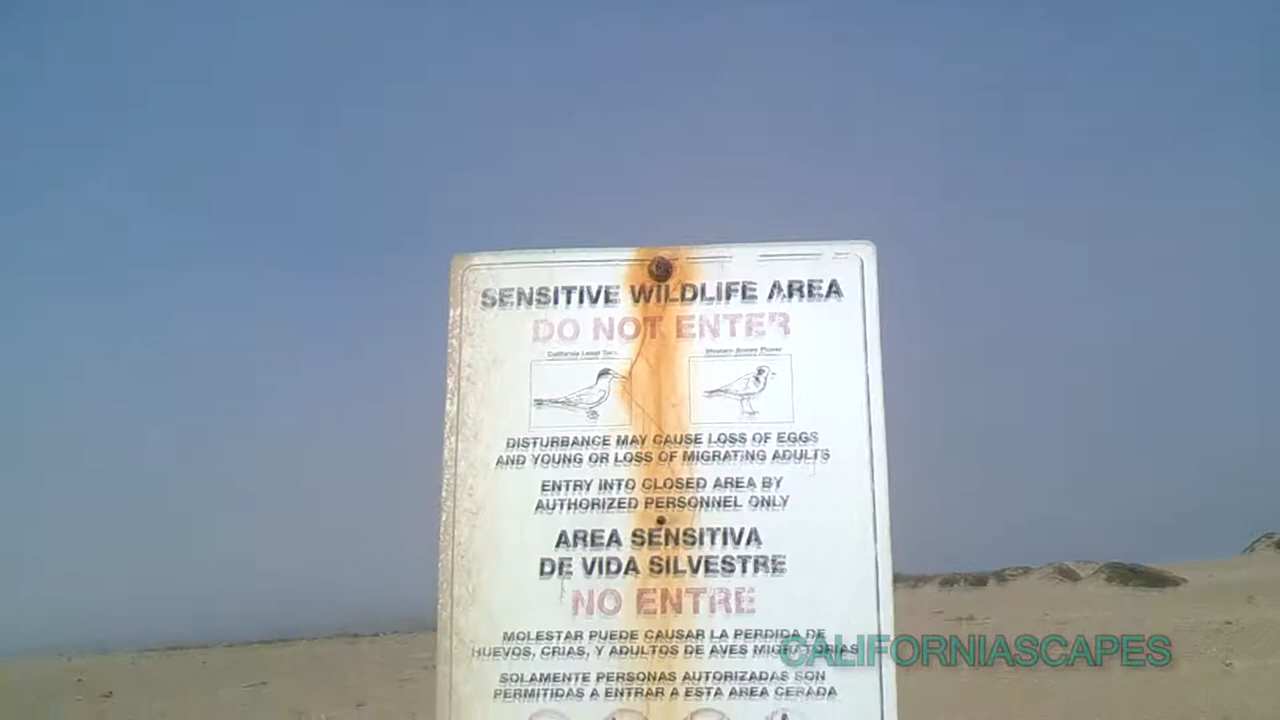 SENSITIVE WILDLIFE AREA
DO NOT ENTER
California Least Tern
Western Snowy Plover
DISTURBANCE MAY CAUSE LOSS OF EGGS
AND YOUNG OR LOSS OF MIGRATING ADULTS
ENTRY INTO CLOSED AREA BY
AUTHORIZED PERSONNEL ONLY
AREA SENSITIVA
DE VIDA SILVESTRE
NO ENTRE
MOLESTAR PUEDE CAUSAR LA PERDIDA DE
HUEVOS, CRIAS, Y ADULTOS DE AVES MIGRATORIAS
SOLAMENTE PERSONAS AUTORIZADAS SON
PERMITIDAS A ENTRAR A ESTA AREA CERADA
CALIFORNIASCAPES